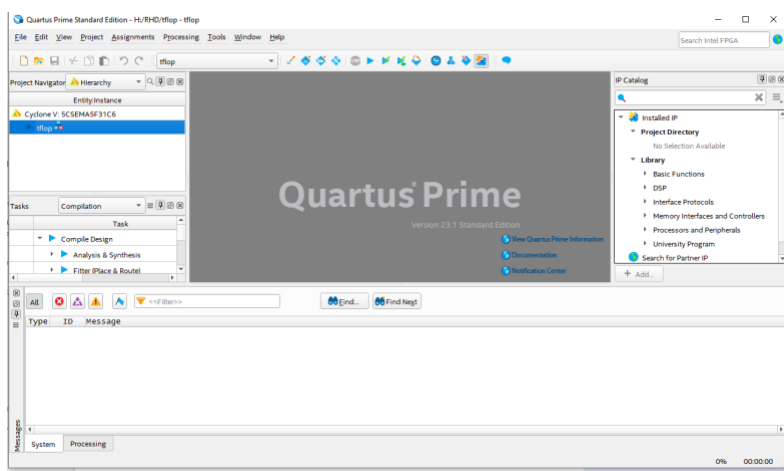 Quartus Prime Standard Edition - H:/RHD/tflop - tflop
File Edit View Project Assignments Processing Tools Window Help
Search Intel FPGA
tflop
Project Navigator Hierarchy
Entity:Instance
Cyclone V: 5CSEMA5F31C6
tflop
Tasks Compilation
Task
Compile Design
Analysis & Synthesis
Fitter (Place & Route)
Quartus Prime
Version 23.1 Standard Edition
View Quartus Prime Information
Documentation
Notification Center
IP Catalog
Installed IP
Project Directory
No Selection Available
Library
Basic Functions
DSP
Interface Protocols
Memory Interfaces and Controllers
Processors and Peripherals
University Program
Search for Partner IP
+ Add...
All <<Filter>> Find... Find Next
Type ID Message
Messages
System Processing
0% 00:00:00